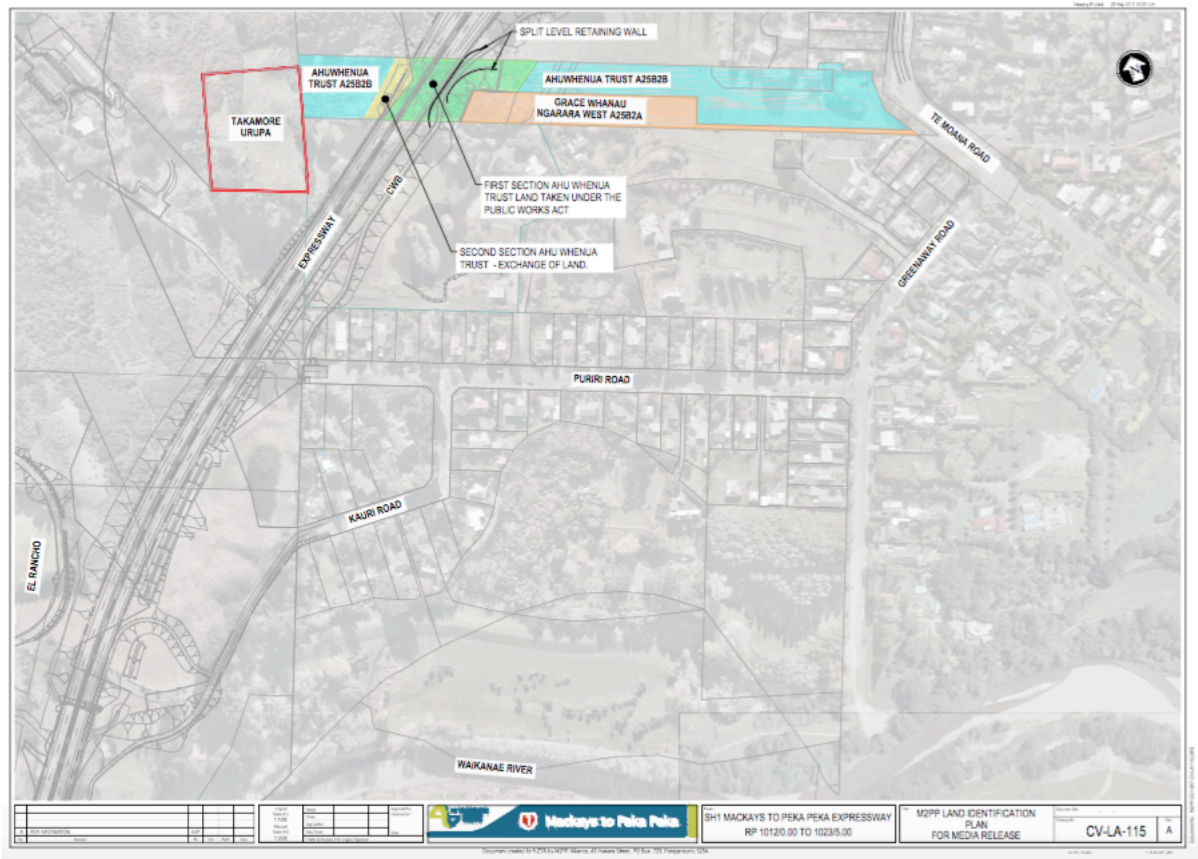 SPLIT LEVEL RETAINING WALL
AHUWHENUA
TRUST A25B2B
AHUWHENUA TRUST A25B2B
GRACE WHANAU
NGARARA WEST A25B2A
TAKAMORE
URUPA
TE MOANA ROAD
FIRST SECTION AHU WHENUA
TRUST LAND TAKEN UNDER THE
PUBLIC WORKS ACT
CWB
EXPRESSWAY
SECOND SECTION AHU WHENUA
TRUST - EXCHANGE OF LAND.
GREENAWAY ROAD
PURIRI ROAD
KAURI ROAD
EL RANCHO
WAIKANAE RIVER
Mackays to Peka Peka
SH1 MACKAYS TO PEKA PEKA EXPRESSWAY
RP 1012/0.00 TO 1023/5.00
M2PP LAND IDENTIFICATION
PLAN
FOR MEDIA RELEASE
CV-LA-115
A